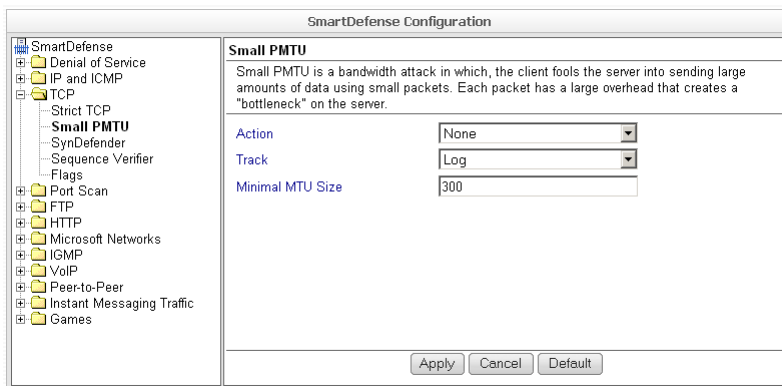 SmartDefense Configuration
SmartDefense
Denial of Service
IP and ICMP
TCP
Strict TCP
Small PMTU
SynDefender
Sequence Verifier
Flags
Port Scan
FTP
HTTP
Microsoft Networks
IGMP
VoIP
Peer-to-Peer
Instant Messaging Traffic
Games
Small PMTU
Small PMTU is a bandwidth attack in which, the client fools the server into sending large
amounts of data using small packets. Each packet has a large overhead that creates a
"bottleneck" on the server.
Action None
Track Log
Minimal MTU Size 300
Apply Cancel Default